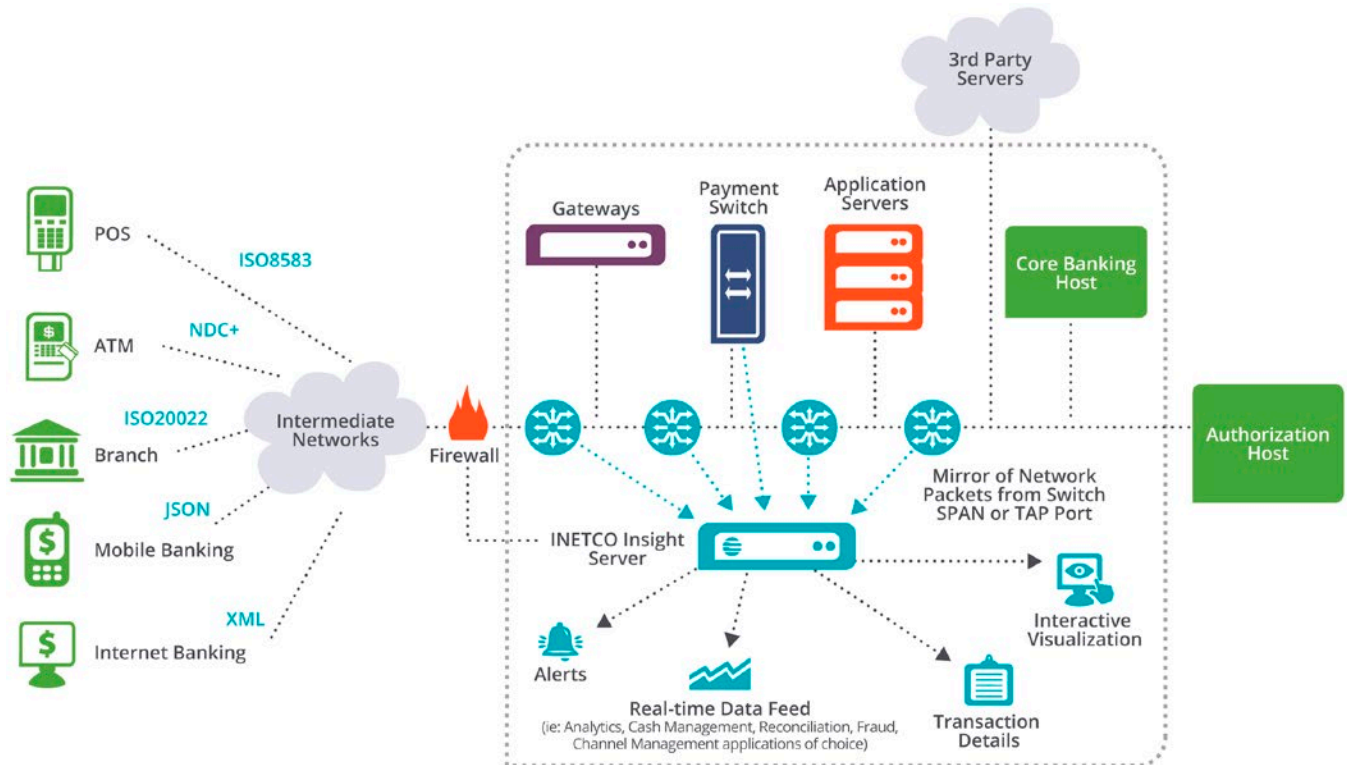 3rd Party
Servers
Gateways
Payment
Switch
Application
Servers
Core Banking
Host
POS
ISO8583
ATM
NDC+
ISO20022
Branch
Intermediate
Networks
Firewall
Authorization
Host
JSON
Mobile Banking
Mirror of Network
Packets from Switch
SPAN or TAP Port
INETCO Insight
Server
XML
Internet Banking
Interactive
Visualization
Alerts
Real-time Data Feed
(ie: Analytics, Cash Management, Reconciliation, Fraud,
Channel Management applications of choice)
Transaction
Details